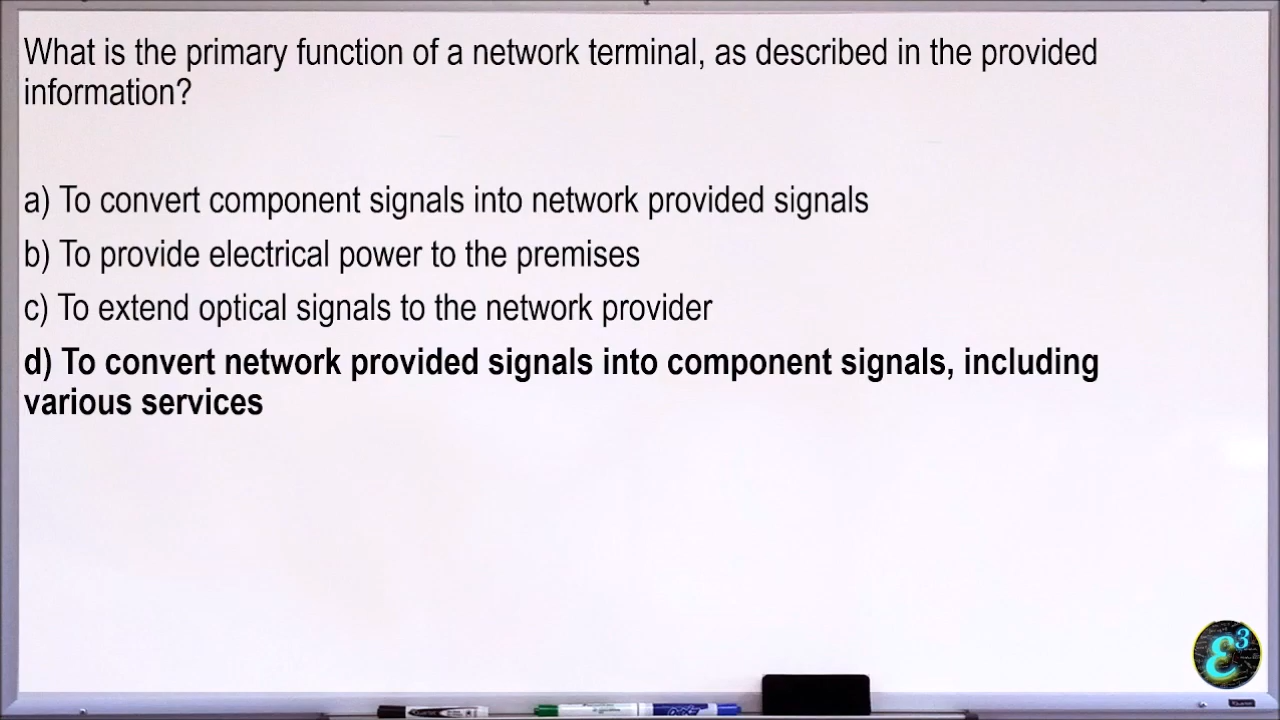 What is the primary function of a network terminal, as described in the provided
information?
a) To convert component signals into network provided signals
b) To provide electrical power to the premises
c) To extend optical signals to the network provider
d) To convert network provided signals into component signals, including
various services
ε3